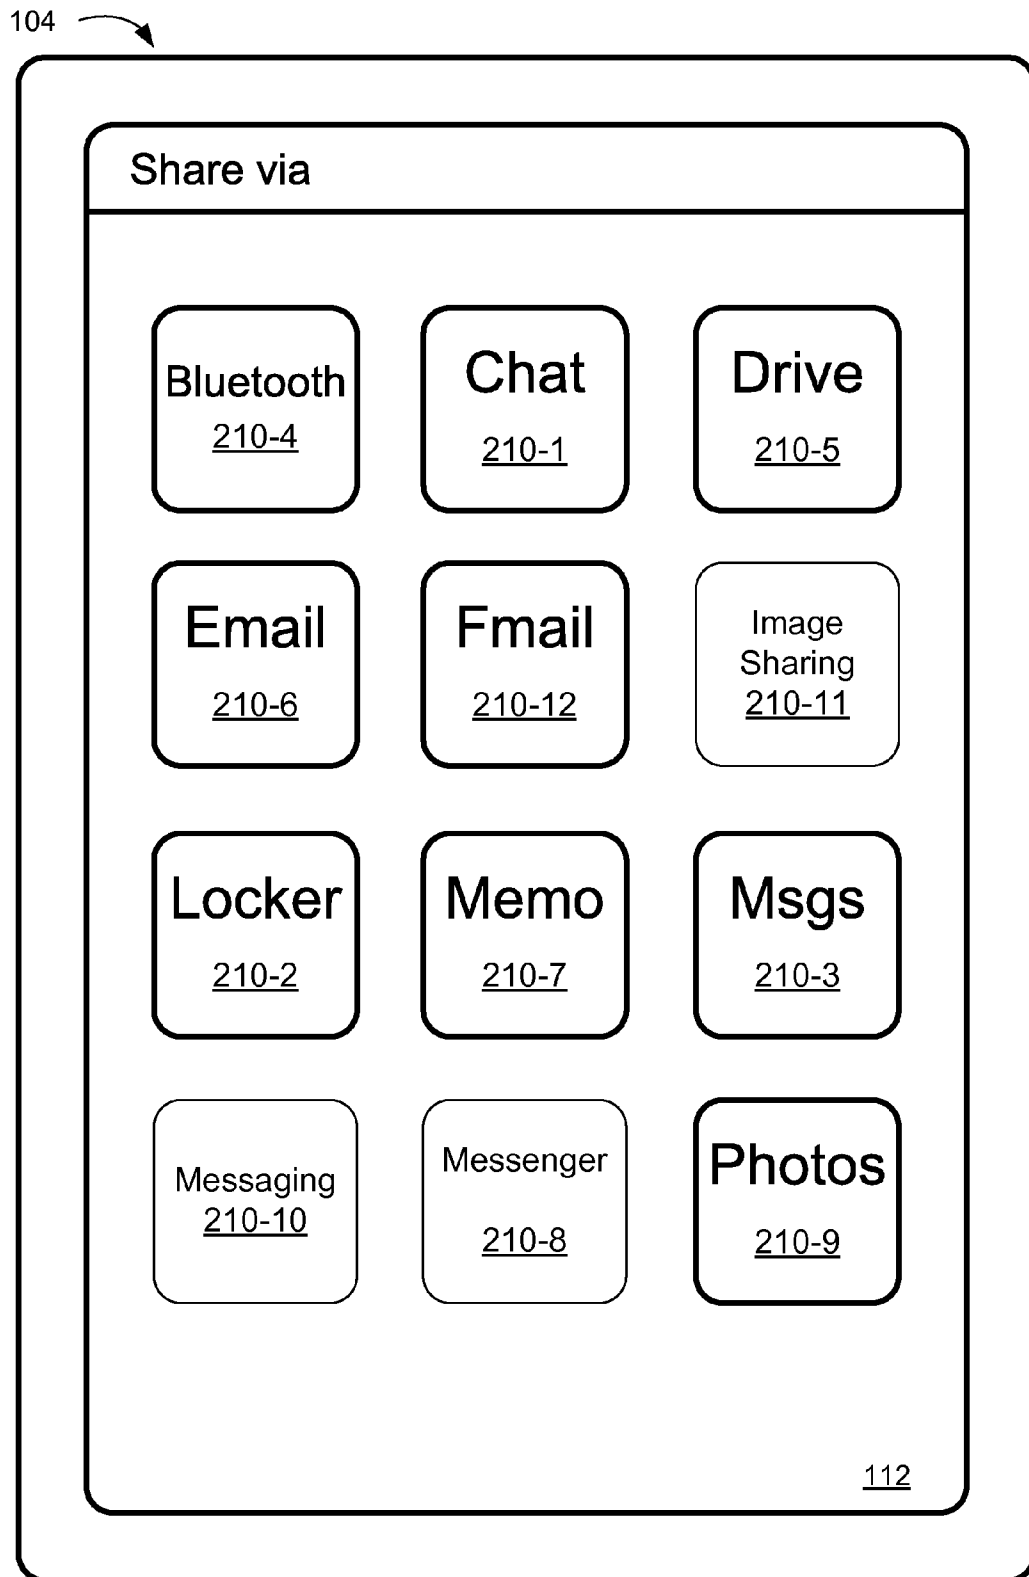 104
Share via
Bluetooth
210-4
Chat
210-1
Drive
210-5
Email
210-6
Fmail
210-12
Image
Sharing
210-11
Locker
210-2
Memo
210-7
Msgs
210-3
Messaging
210-10
Messenger
210-8
Photos
210-9
112